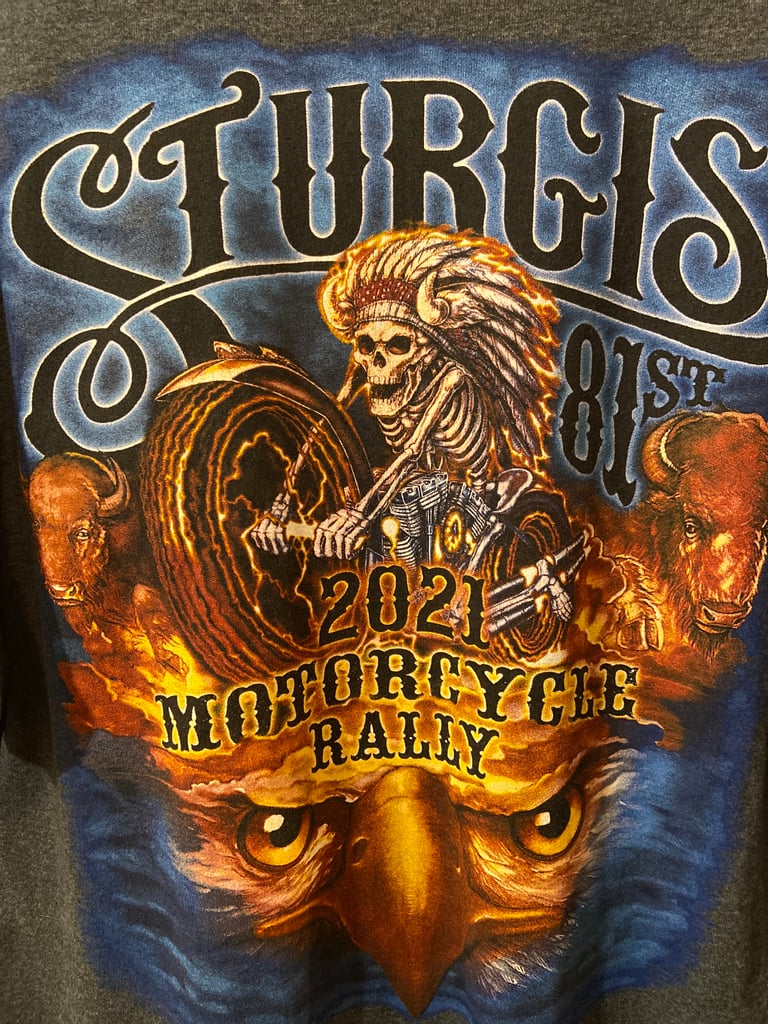 STURGIS
81ST
2021
MOTORCYCLE
RALLY